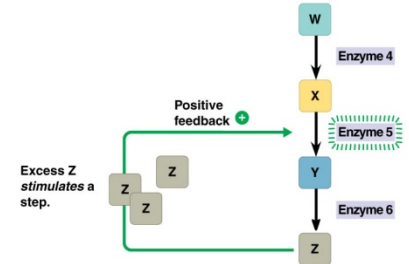 W
Enzyme 4
X
Positive
feedback +
Enzyme 5
Excess Z
stimulates a
step.
Z
Z
Z
Y
Enzyme 6
Z